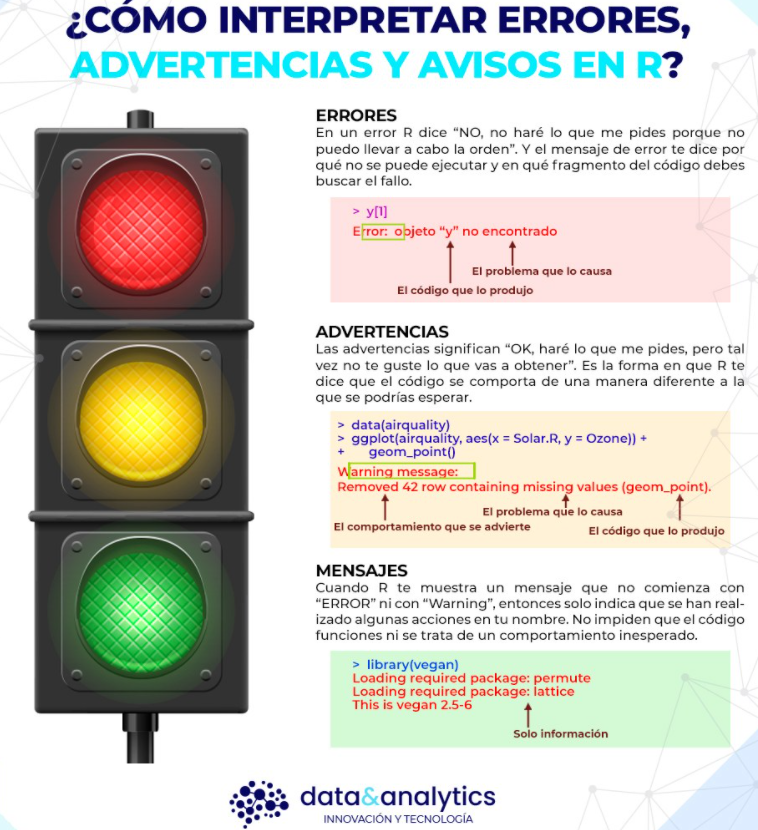 ¿CÓMO INTERPRETAR ERRORES,
ADVERTENCIAS Y AVISOS EN R?
ERRORES
En un error R dice “NO, no haré lo que me pides porque no
puedo llevar a cabo la orden”. Y el mensaje de error te dice por
qué no se puede ejecutar y en qué fragmento del código debes
buscar el fallo.
> y[1]
Error: objeto “y” no encontrado
El problema que lo causa
El código que lo produjo
ADVERTENCIAS
Las advertencias significan “OK, haré lo que me pides, pero tal
vez no te guste lo que vas a obtener”. Es la forma en que R te
dice que el código se comporta de una manera diferente a la
que se podrías esperar.
> data(airquality)
> ggplot(airquality, aes(x = Solar.R, y = Ozone)) +
+ geom_point()
Warning message:
Removed 42 row containing missing values (geom_point).
El problema que lo causa
El comportamiento que se advierte
El código que lo produjo
MENSAJES
Cuando R te muestra un mensaje que no comienza con
“ERROR” ni con “Warning”, entonces solo indica que se han real-
izado algunas acciones en tu nombre. No impiden que el código
funciones ni se trata de un comportamiento inesperado.
> library(vegan)
Loading required package: permute
Loading required package: lattice
This is vegan 2.5-6
Solo información
data&analytics
INNOVACIÓN Y TECNOLOGÍA